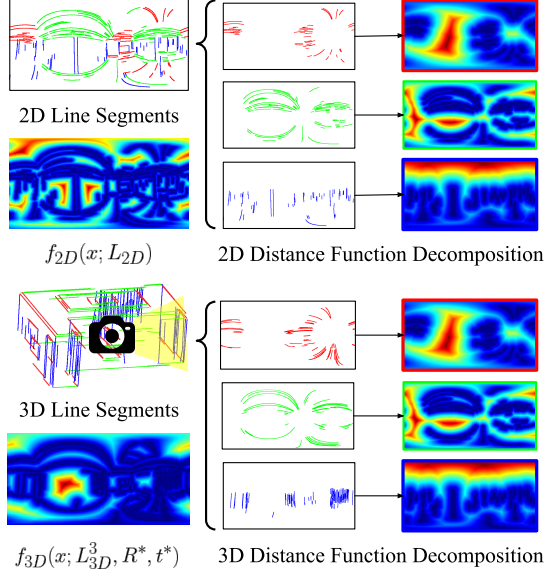 2D Line Segments
f_{2D}(x; L_{2D})
2D Distance Function Decomposition
3D Line Segments
f_{3D}(x; L^3_{3D}, R*, t*)
3D Distance Function Decomposition